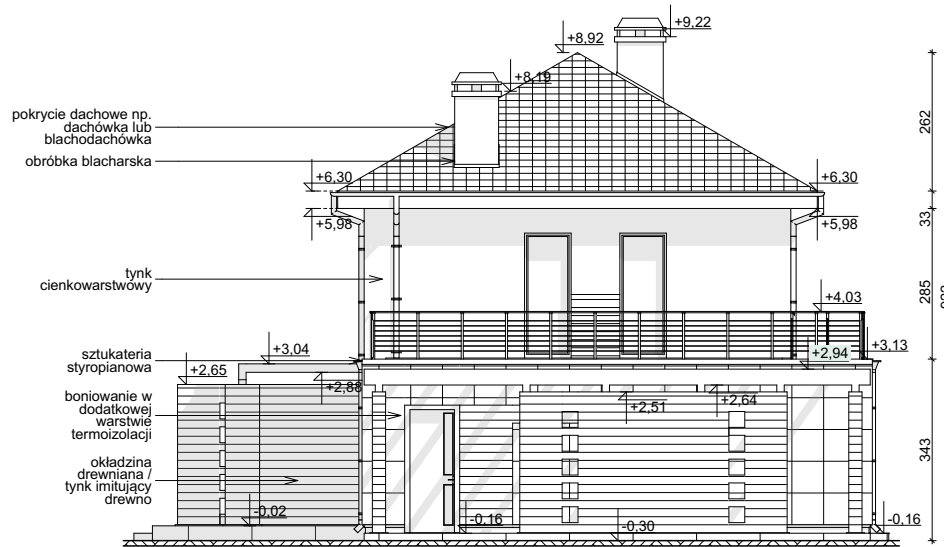 +9,22
+8,92
+8,19
pokrycie dachowe np.
dachówka lub
blachodachówka
obróbka blacharska
262
+6,30
+6,30
33
+5,98
+5,98
tynk
cienkowarstwowy
285
+4,03
sztukateria
styropianowa
+3,04
+3,13
+2,94
+2,65
+2,88
boniowanie w
dodatkowej
warstwie
termoizolacji
+2,51
+2,64
343
okładzina
drewniana /
tynk imitujący
drewno
-0,02
-0,16
-0,30
-0,16